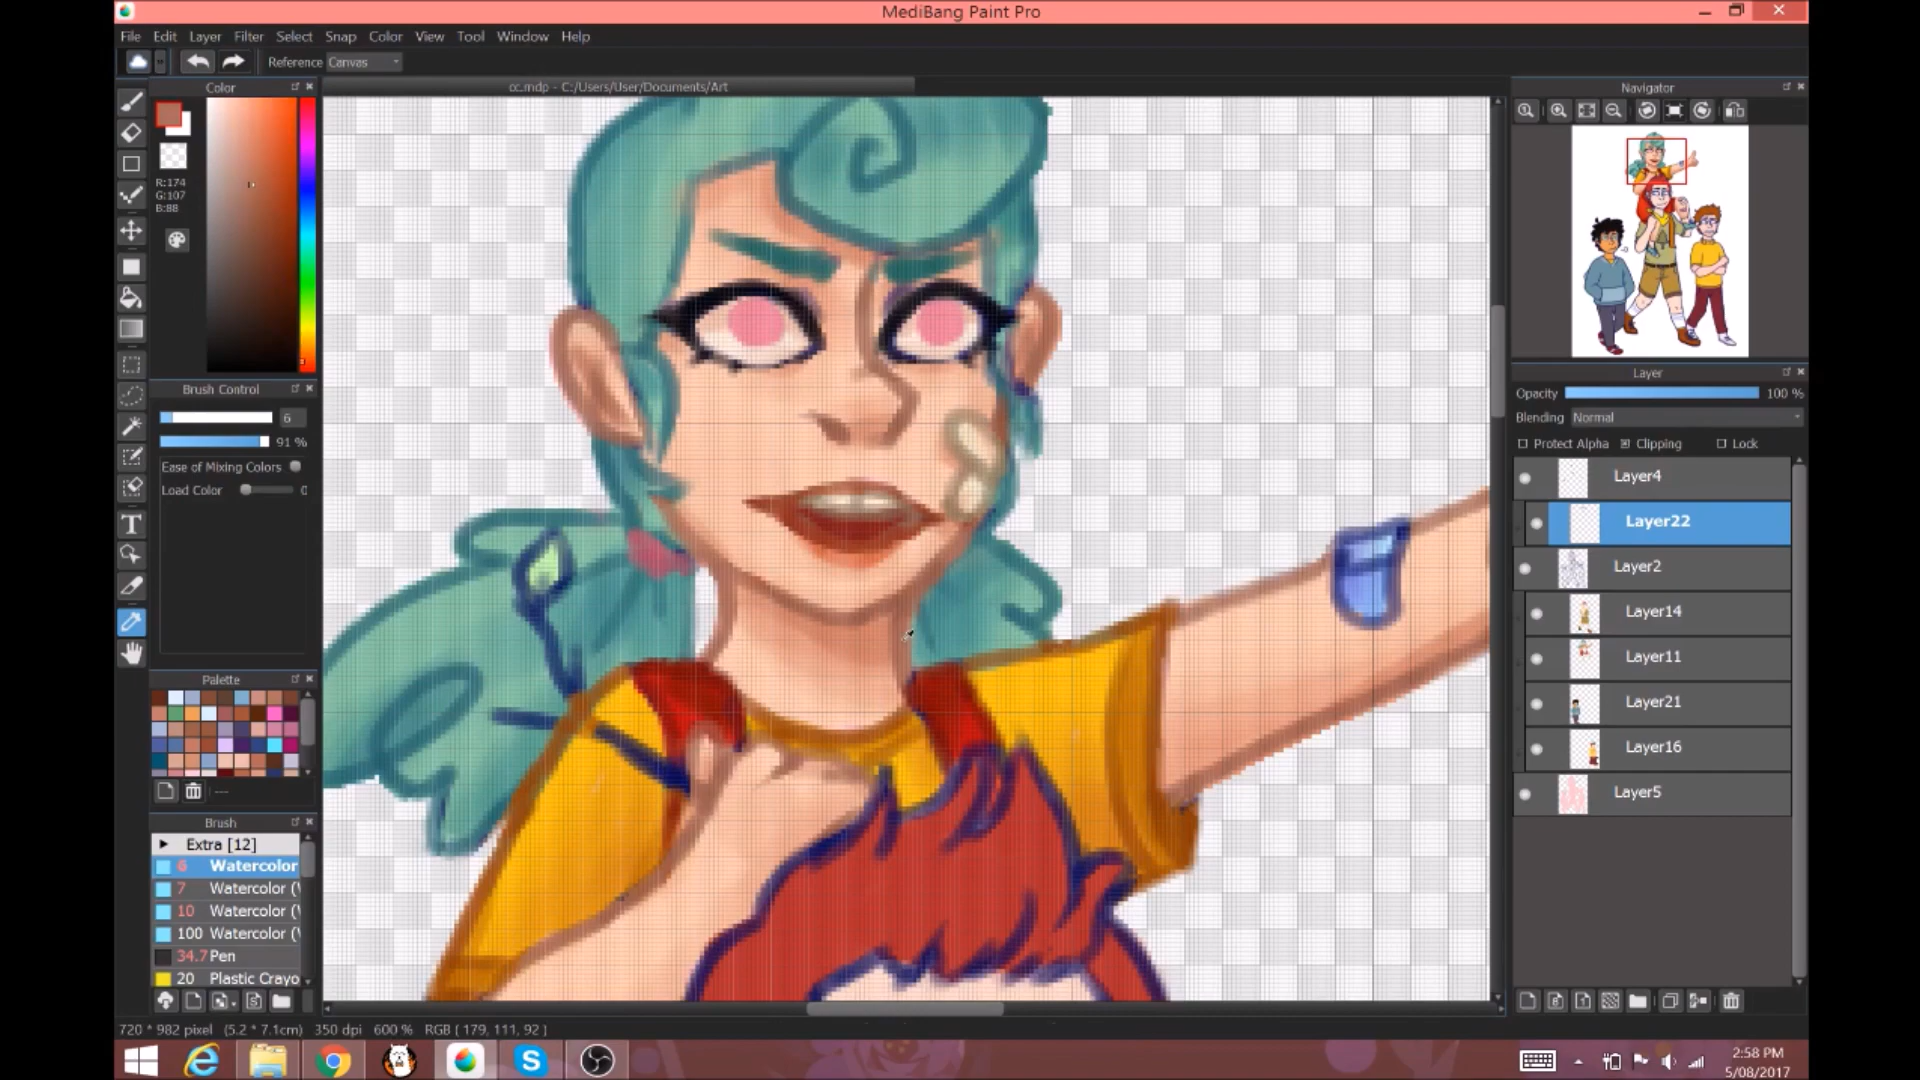 MediBang Paint Pro
File Edit Layer Filter Select Snap Color View Tool Window Help
Reference Canvas
Color
cc.mdp - C:/Users/User/Documents/Art
Navigator
R:174
G:107
B:88
Brush Control
6
91 %
Ease of Mixing Colors
Load Color 0
Layer
Opacity 100 %
Blending Normal
Protect Alpha Clipping Lock
Layer4
Layer22
Layer2
Layer14
Layer11
Layer21
Layer16
Layer5
T
Palette
---
Brush
Extra [12]
6 Watercolor
7 Watercolor (
10 Watercolor (
100 Watercolor (
34.7 Pen
20 Plastic Crayo
720 * 982 pixel (5.2 * 7.1cm) 350 dpi 600 % RGB ( 179, 111, 92 )
2:58 PM
5/08/2017